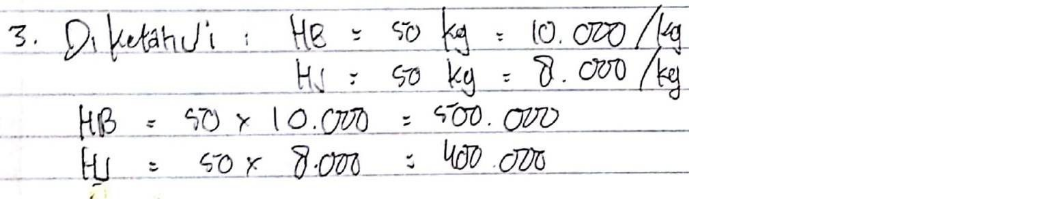 3. Diketahui : HB = 50 kg = 10.000 /kg
HJ = 50 kg = 8.000 /kg
HB = 50 x 10.000 = 500.000
HJ = 50 x 8.000 = 400.000